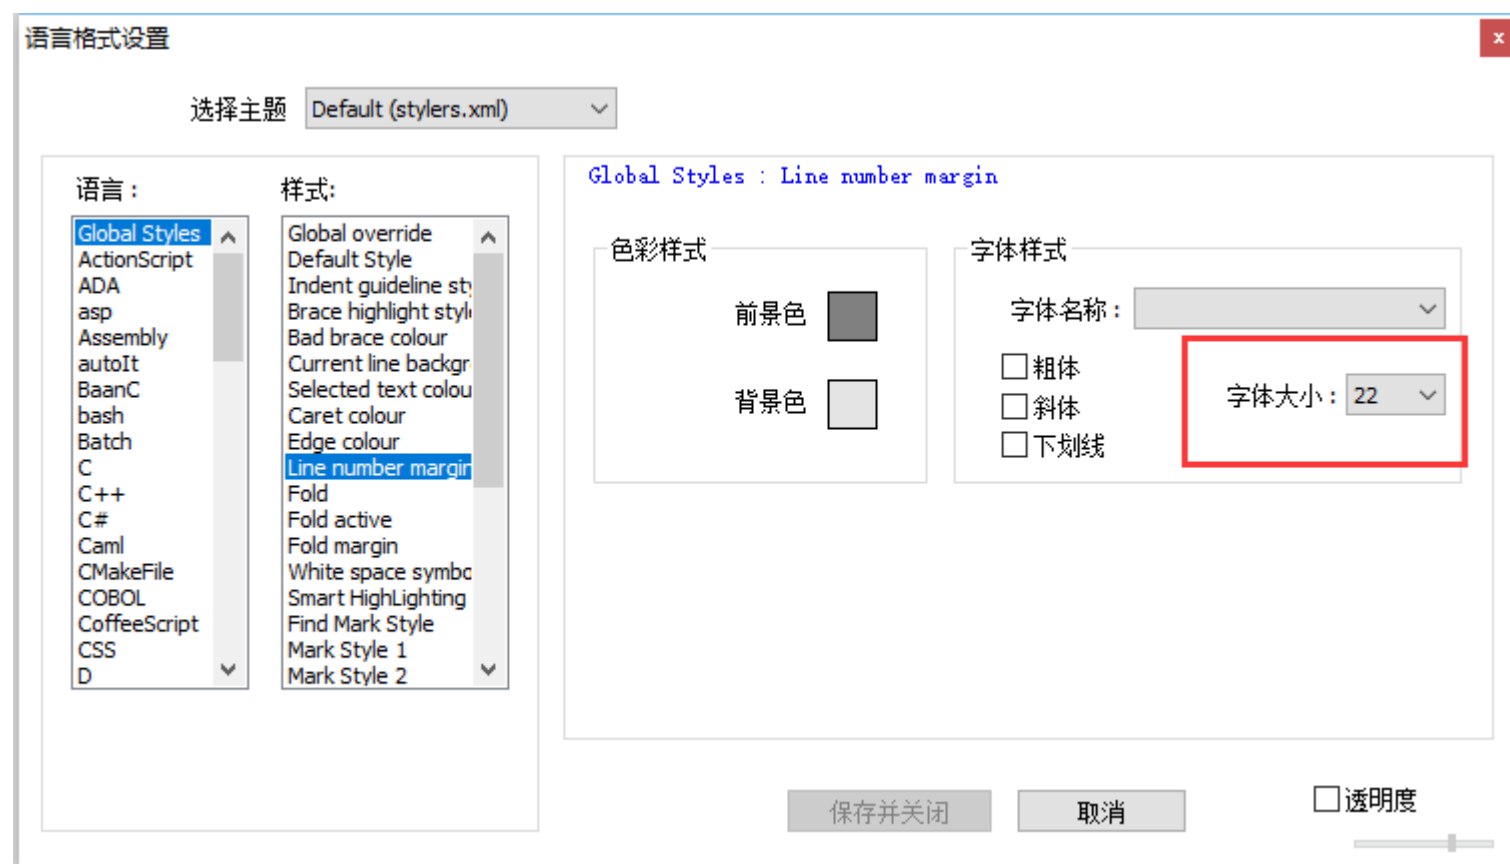 语言格式设置
x
选择主题 Default (stylers.xml)
语言：
Global Styles
ActionScript
ADA
asp
Assembly
autoIt
BaanC
bash
Batch
C
C++
C#
Caml
CMakeFile
COBOL
CoffeeScript
CSS
D
样式:
Global override
Default Style
Indent guideline sty
Brace highlight style
Bad brace colour
Current line backgr
Selected text colou
Caret colour
Edge colour
Line number margin
Fold
Fold active
Fold margin
White space symbo
Smart HighLighting
Find Mark Style
Mark Style 1
Mark Style 2
Global Styles : Line number margin
色彩样式
前景色
背景色
字体样式
字体名称：
粗体
斜体
下划线
字体大小：22
保存并关闭
取消
透明度